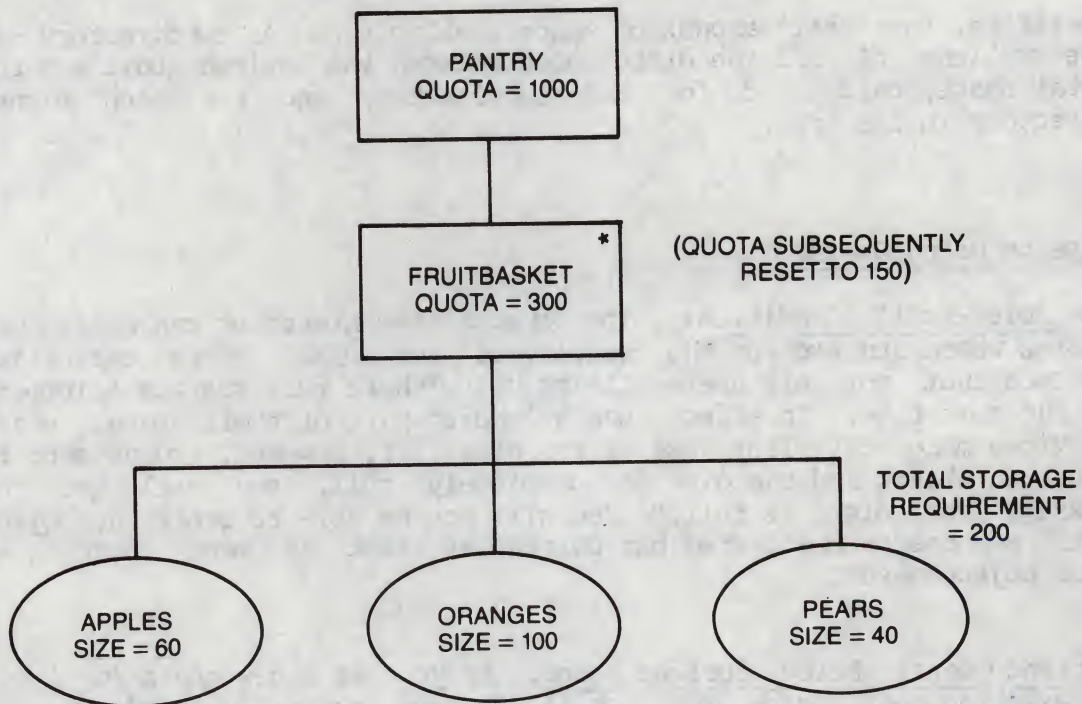 PANTRY
QUOTA = 1000
*
FRUITBASKET
QUOTA = 300
(QUOTA SUBSEQUENTLY
RESET TO 150)
TOTAL STORAGE
REQUIREMENT
= 200
APPLES
SIZE = 60
ORANGES
SIZE = 100
PEARS
SIZE = 40